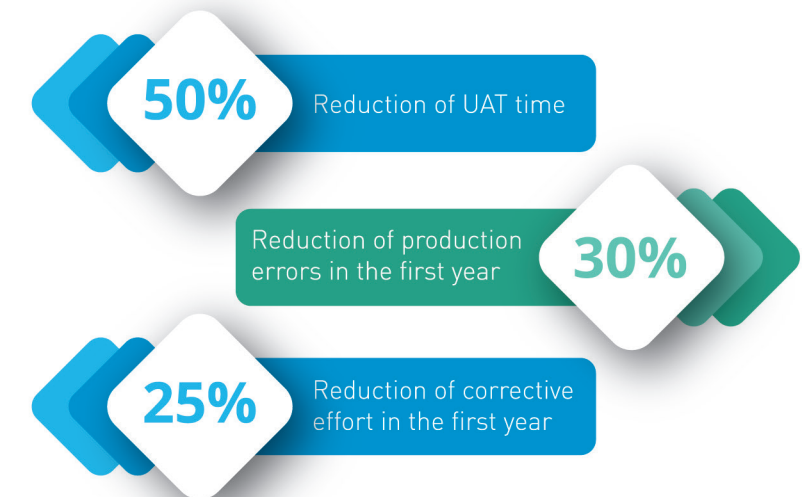 50%
Reduction of UAT time
Reduction of production
errors in the first year
30%
25%
Reduction of corrective
effort in the first year